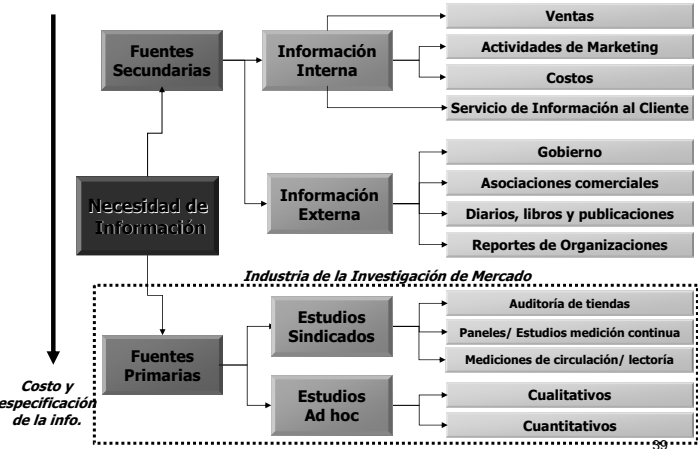 Ventas
Fuentes
Secundarias
Información
Interna
Actividades de Marketing
Costos
Servicio de Información al Cliente
Gobierno
Necesidad de
Información
Información
Externa
Asociaciones comerciales
Diarios, libros y publicaciones
Reportes de Organizaciones
Industria de la Investigación de Mercado
Estudios
Sindicados
Auditoría de tiendas
Paneles/ Estudios medición continua
Mediciones de circulación/ lectoría
Fuentes
Primarias
Estudios
Ad hoc
Cualitativos
Cuantitativos
Costo y
especificación
de la info.
39